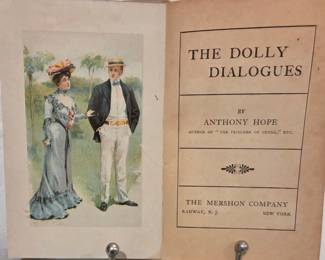 THE DOLLY
DIALOGUES
BY
ANTHONY HOPE
AUTHOR OF "THE PRISONER OF ZENDA," ETC.
THE MERSHON COMPANY
RAHWAY, N. J. NEW YORK